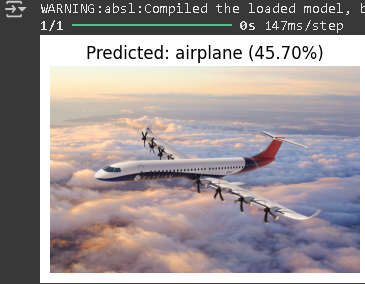 WARNING:absl:Compiled the loaded model, b
1/1 0s 147ms/step
Predicted: airplane (45.70%)